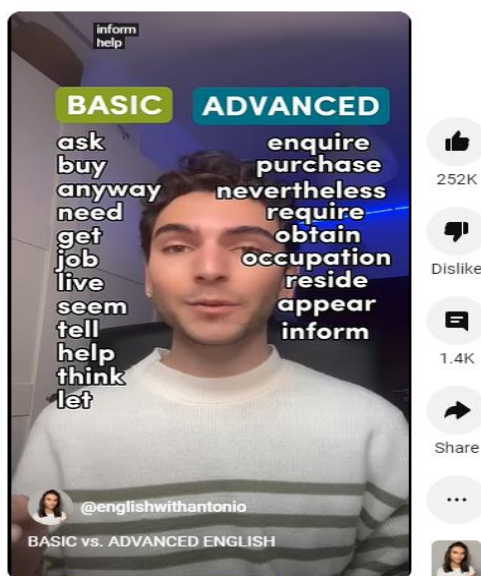 inform
help
BASIC ADVANCED
ask enquire
buy purchase
anyway nevertheless
need require
get obtain
job occupation
live reside
seem appear
tell inform
help
think
let
252K
Dislike
1.4K
Share
@englishwithantonio
BASIC vs. ADVANCED ENGLISH